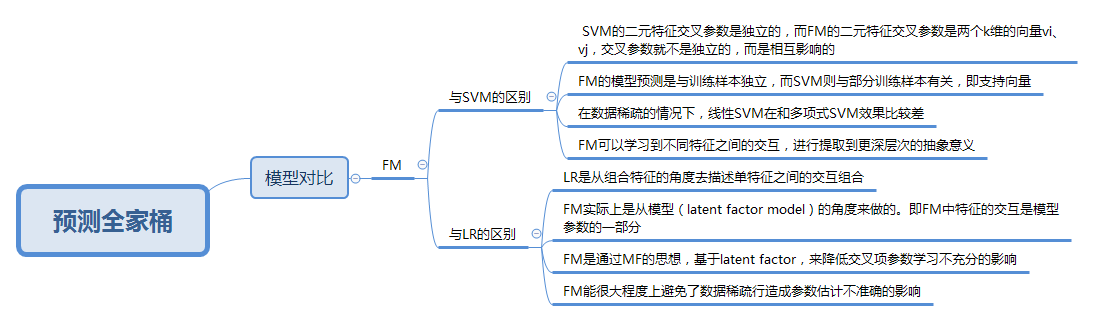 预测全家桶
模型对比
FM
与SVM的区别
SVM的二元特征交叉参数是独立的，而FM的二元特征交叉参数是两个k维的向量vi、
vj，交叉参数就不是独立的，而是相互影响的
FM的模型预测是与训练样本独立，而SVM则与部分训练样本有关，即支持向量
在数据稀疏的情况下，线性SVM在和多项式SVM效果比较差
FM可以学习到不同特征之间的交互，进行提取到更深层次的抽象意义
与LR的区别
LR是从组合特征的角度去描述单特征之间的交互组合
FM实际上是从模型（latent factor model）的角度来做的。即FM中特征的交互是模型
参数的一部分
FM是通过MF的思想，基于latent factor，来降低交叉项参数学习不充分的影响
FM能很大程度上避免了数据稀疏行造成参数估计不准确的影响